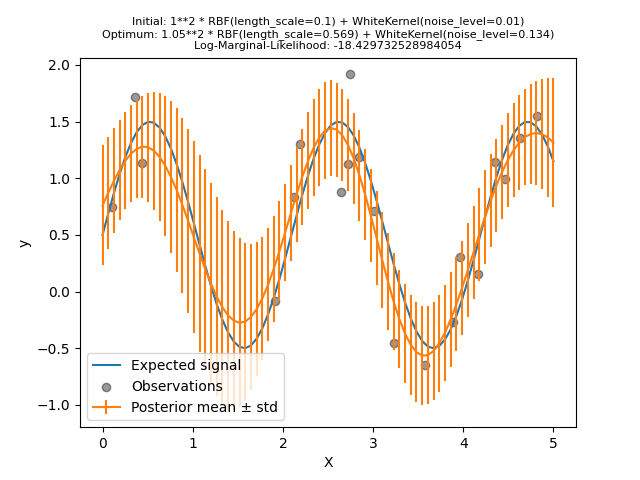 Initial: 1**2 * RBF(length_scale=0.1) + WhiteKernel(noise_level=0.01)
Optimum: 1.05**2 * RBF(length_scale=0.569) + WhiteKernel(noise_level=0.134)
Log-Marginal-Likelihood: -18.429732528984054
2.0
1.5
1.0
0.5
0.0
−0.5
−1.0
y
Expected signal
Observations
Posterior mean ± std
0 1 2 3 4 5
X